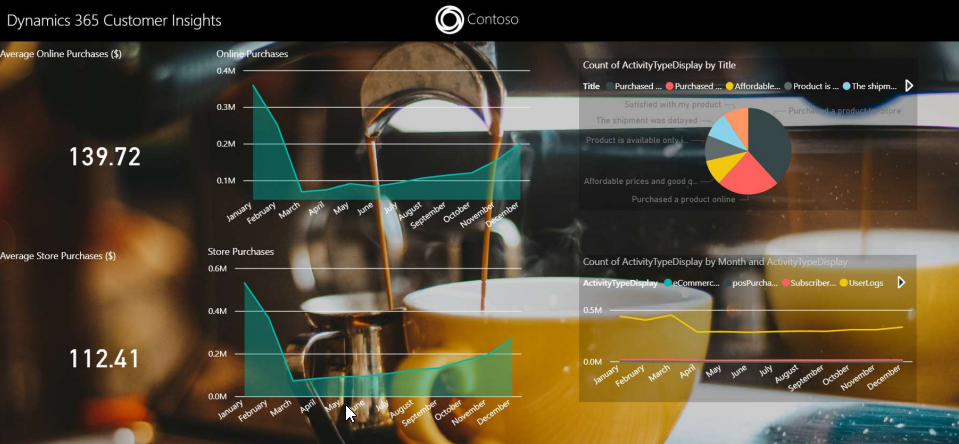 Dynamics 365 Customer Insights
Contoso
Average Online Purchases ($)
139.72
Online Purchases
0.4M
0.3M
0.2M
0.1M
January February March April May June July August September October November December
Average Store Purchases ($)
112.41
Store Purchases
0.6M
0.4M
0.2M
0.0M
January February March April May June July August September October November December
Count of ActivityTypeDisplay by Title
Title Purchased ... Purchased ... Affordable... Product is ... The shipm...
Satisfied with my product
Purchased a product in store
The shipment was delayed
Product is available only i...
Affordable prices and good q...
Purchased a product online
Count of ActivityTypeDisplay by Month and ActivityTypeDisplay
ActivityTypeDisplay eCommerc... posPurcha... Subscriber... UserLogs
0.5M
0.0M
January February March April May June July August September October November December